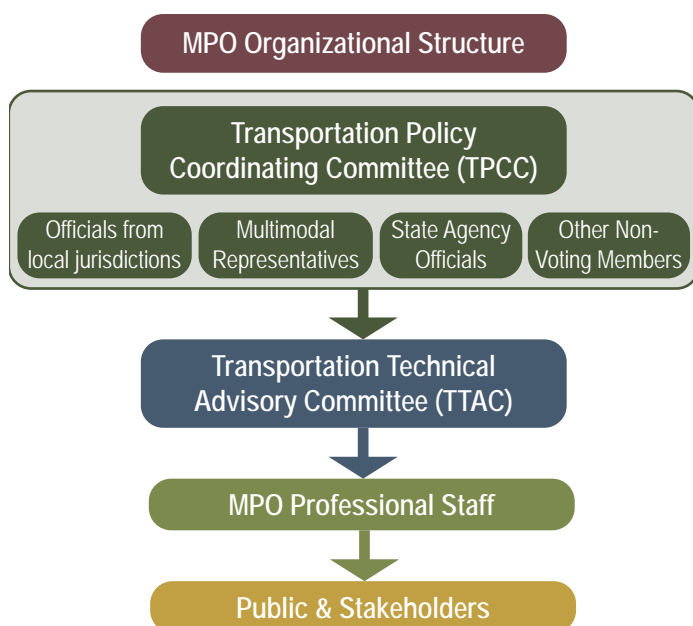 MPO Organizational Structure
Transportation Policy
Coordinating Committee (TPCC)
Officials from
local jurisdictions
Multimodal
Representatives
State Agency
Officials
Other Non-
Voting Members
Transportation Technical
Advisory Committee (TTAC)
MPO Professional Staff
Public & Stakeholders